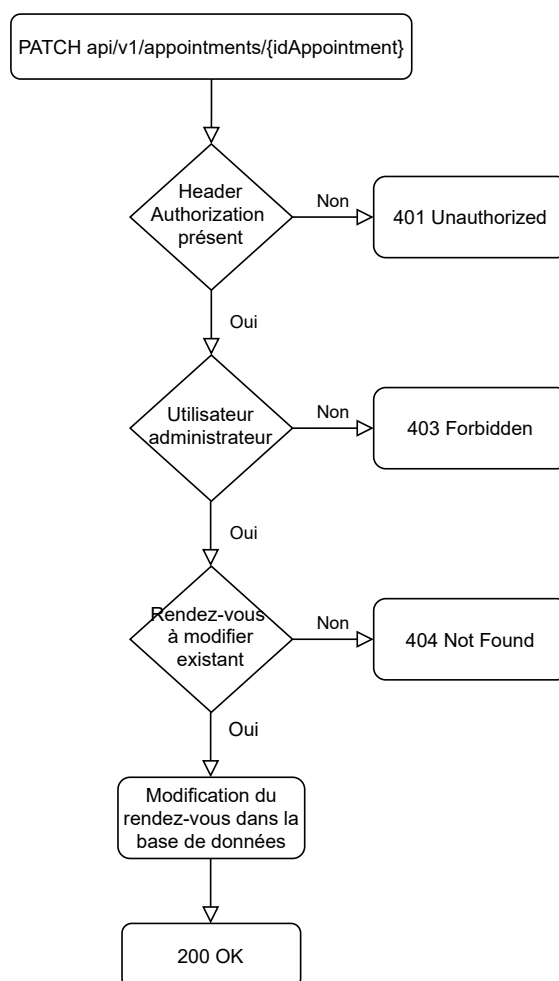 PATCH api/v1/appointments/{idAppointment}
Header
Authorization
présent
Non
401 Unauthorized
Oui
Utilisateur
administrateur
Non
403 Forbidden
Oui
Rendez-vous
à modifier
existant
Non
404 Not Found
Oui
Modification du
rendez-vous dans la
base de données
200 OK